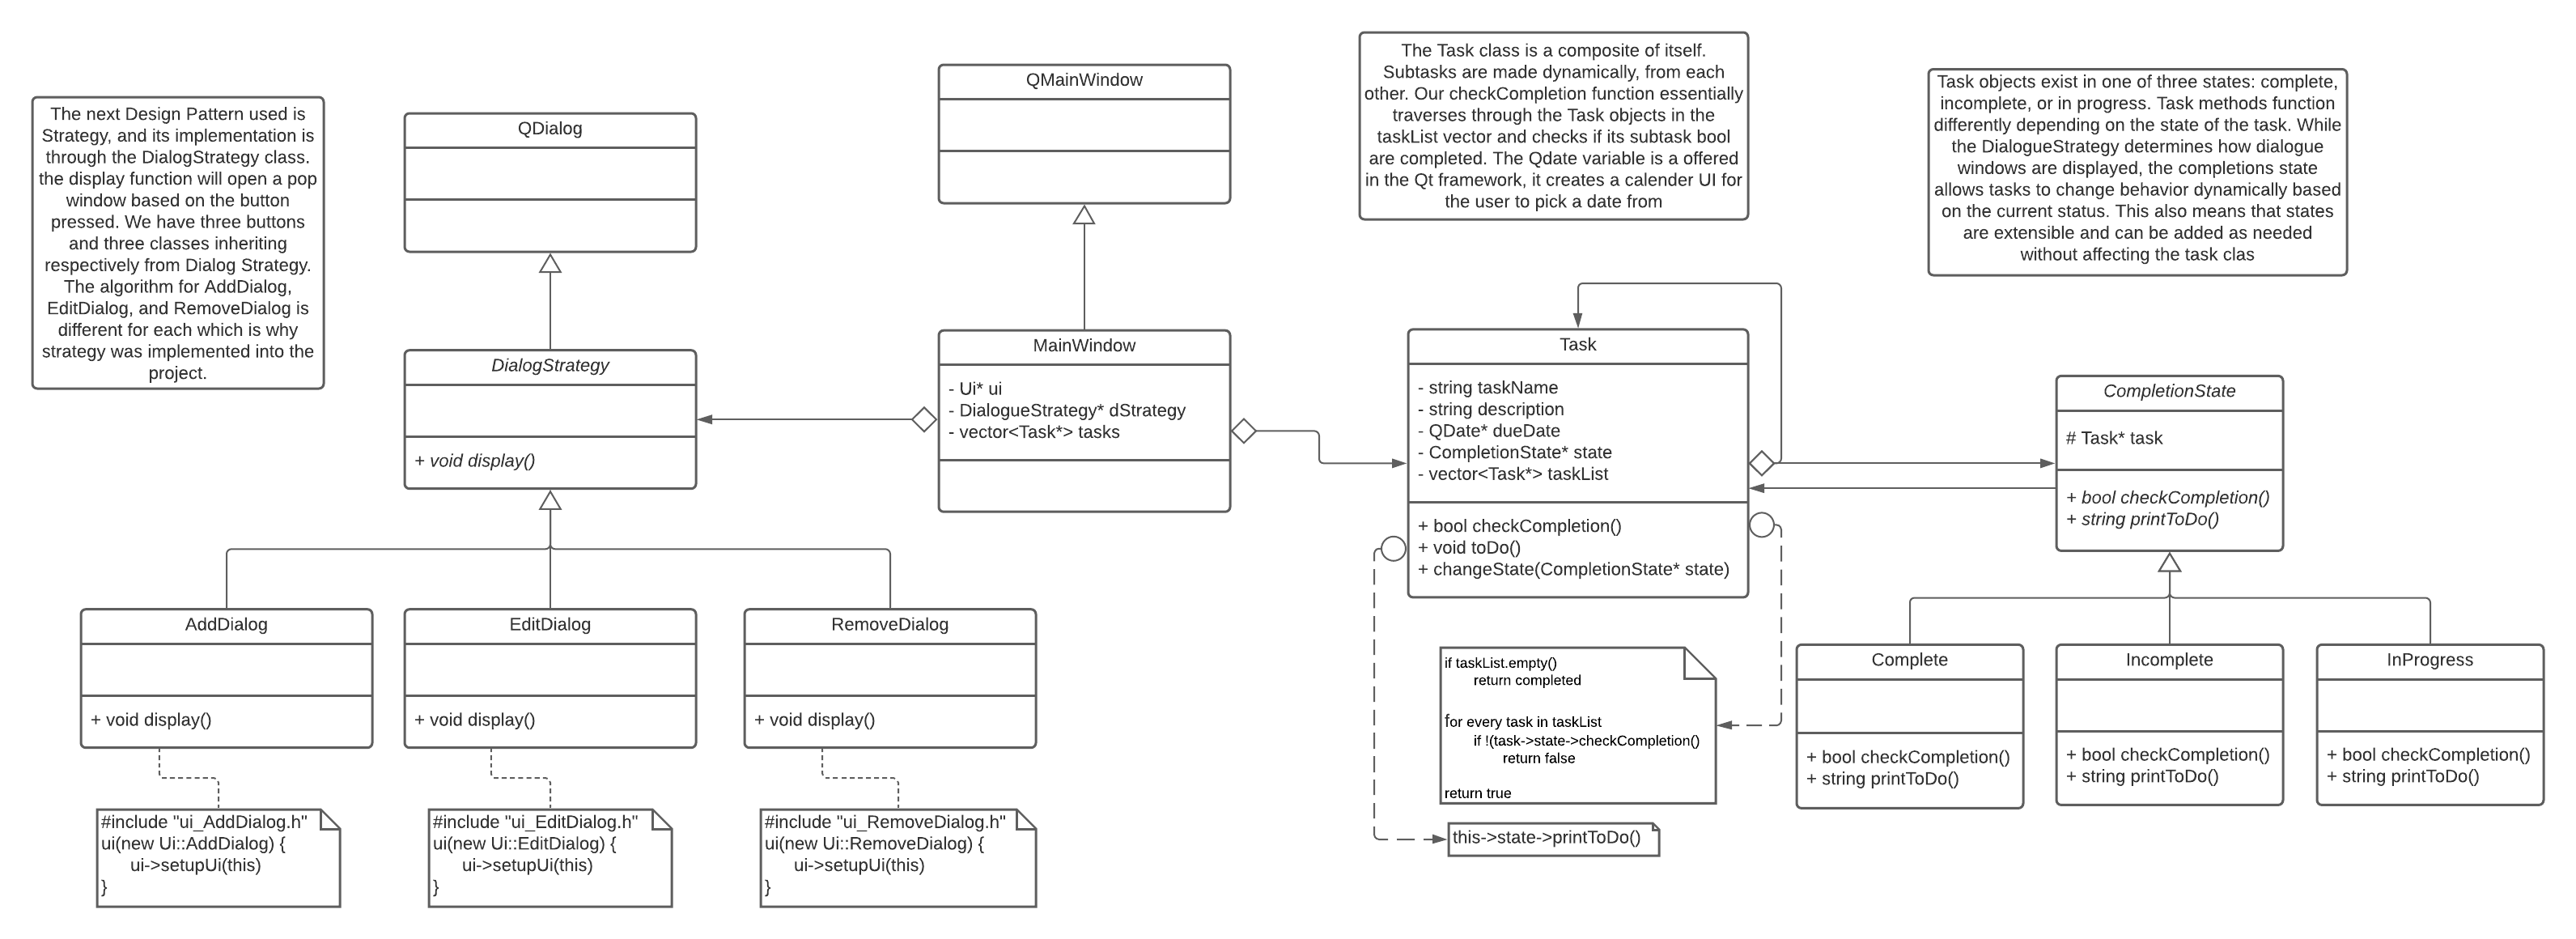 The next Design Pattern used is
Strategy, and its implementation is
through the DialogStrategy class.
the display function will open a pop
window based on the button
pressed. We have three buttons
and three classes inheriting
respectively from Dialog Strategy.
The algorithm for AddDialog,
EditDialog, and RemoveDialog is
different for each which is why
strategy was implemented into the
project.
QDialog
QMainWindow
The Task class is a composite of itself.
Subtasks are made dynamically, from each
other. Our checkCompletion function essentially
traverses through the Task objects in the
taskList vector and checks if its subtask bool
are completed. The Qdate variable is a offered
in the Qt framework, it creates a calender UI for
the user to pick a date from
Task objects exist in one of three states: complete,
incomplete, or in progress. Task methods function
differently depending on the state of the task. While
the DialogueStrategy determines how dialogue
windows are displayed, the completions state
allows tasks to change behavior dynamically based
on the current status. This also means that states
are extensible and can be added as needed
without affecting the task clas
DialogStrategy
+ void display()
MainWindow
- Ui* ui
- DialogueStrategy* dStrategy
- vector<Task*> tasks
Task
- string taskName
- string description
- QDate* dueDate
- CompletionState* state
- vector<Task*> taskList
+ bool checkCompletion()
+ void toDo()
+ changeState(CompletionState* state)
CompletionState
# Task* task
+ bool checkCompletion()
+ string printToDo()
AddDialog
+ void display()
EditDialog
+ void display()
RemoveDialog
+ void display()
if taskList.empty()
return completed
for every task in taskList
if !(task->state->checkCompletion()
return false
return true
this->state->printToDo()
Complete
+ bool checkCompletion()
+ string printToDo()
Incomplete
+ bool checkCompletion()
+ string printToDo()
InProgress
+ bool checkCompletion()
+ string printToDo()
#include "ui_AddDialog.h"
ui(new Ui::AddDialog) {
ui->setupUi(this)
}
#include "ui_EditDialog.h"
ui(new Ui::EditDialog) {
ui->setupUi(this)
}
#include "ui_RemoveDialog.h"
ui(new Ui::RemoveDialog) {
ui->setupUi(this)
}